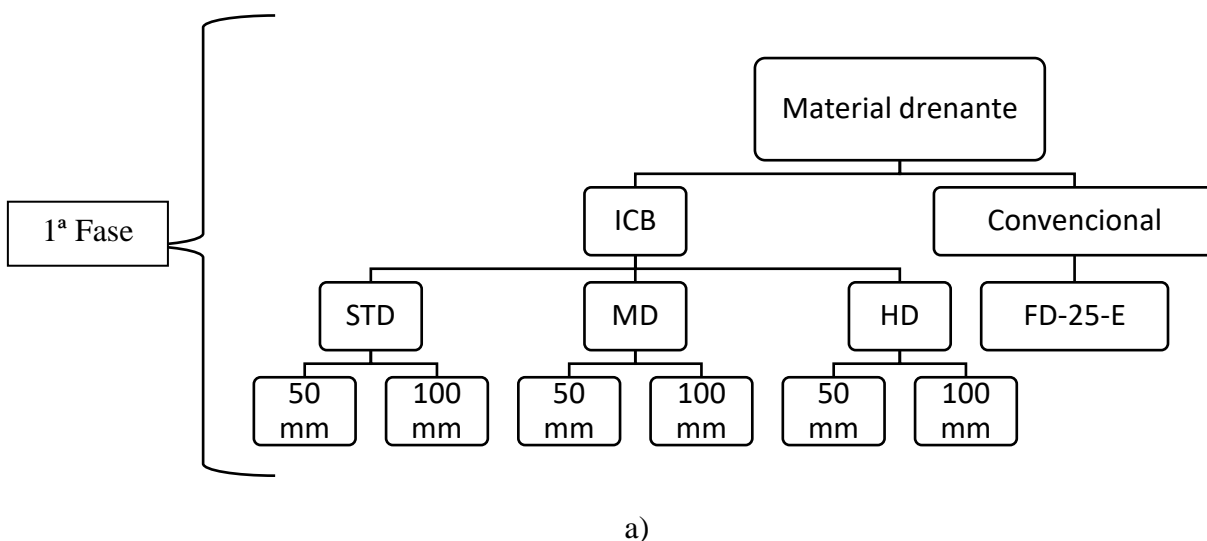 Material drenante
1ª Fase
ICB
Convencional
STD
MD
HD
FD-25-E
50
mm
100
mm
50
mm
100
mm
50
mm
100
mm
a)